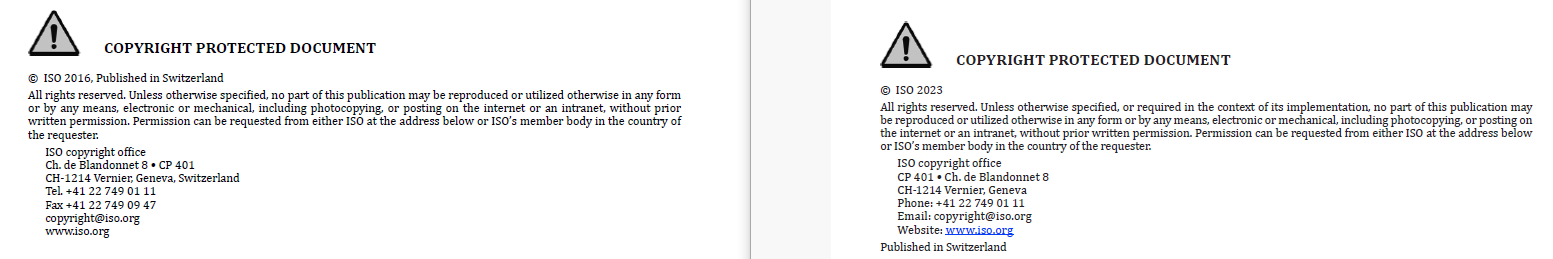 COPYRIGHT PROTECTED DOCUMENT
© ISO 2016, Published in Switzerland
All rights reserved. Unless otherwise specified, no part of this publication may be reproduced or utilized otherwise in any form
or by any means, electronic or mechanical, including photocopying, or posting on the internet or an intranet, without prior
written permission. Permission can be requested from either ISO at the address below or ISO's member body in the country of
the requester.
ISO copyright office
Ch. de Blandonnet 8 • CP 401
CH-1214 Vernier, Geneva, Switzerland
Tel. +41 22 749 01 11
Fax +41 22 749 09 47
copyright@iso.org
www.iso.org
COPYRIGHT PROTECTED DOCUMENT
© ISO 2023
All rights reserved. Unless otherwise specified, or required in the context of its implementation, no part of this publication may
be reproduced or utilized otherwise in any form or by any means, electronic or mechanical, including photocopying, or posting on
the internet or an intranet, without prior written permission. Permission can be requested from either ISO at the address below
or ISO's member body in the country of the requester.
ISO copyright office
CP 401 • Ch. de Blandonnet 8
CH-1214 Vernier, Geneva
Phone: +41 22 749 01 11
Email: copyright@iso.org
Website: www.iso.org
Published in Switzerland